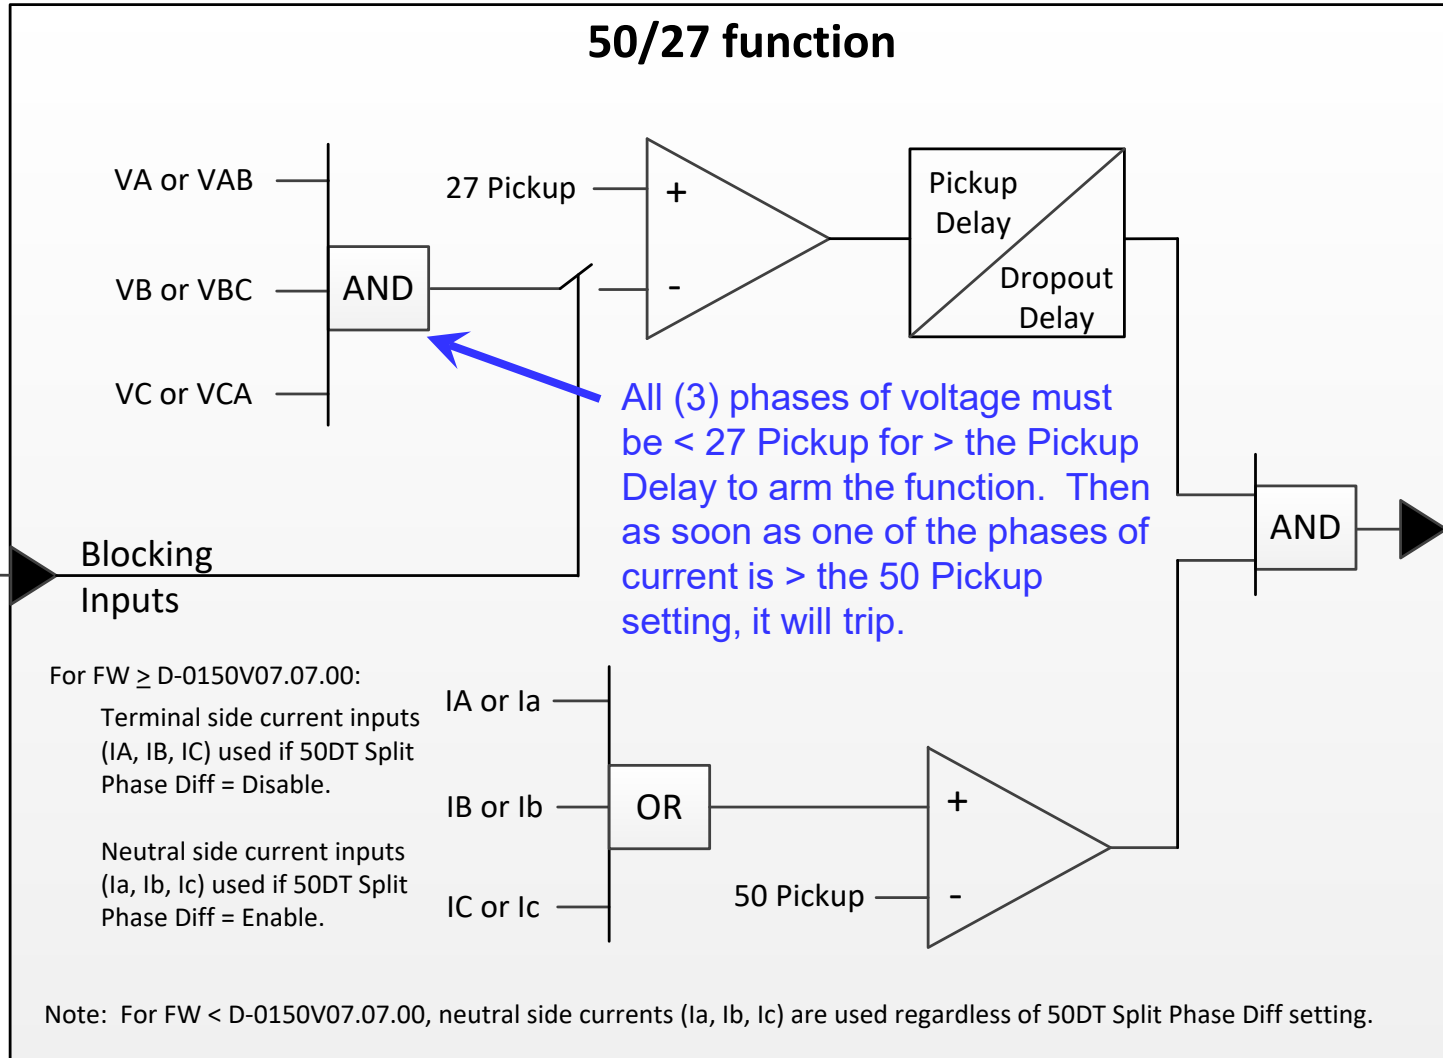 50/27 function
VA or VAB
VB or VBC
VC or VCA
AND
27 Pickup
+
-
Pickup
Delay
Dropout
Delay
All (3) phases of voltage must
be < 27 Pickup for > the Pickup
Delay to arm the function.  Then
as soon as one of the phases of
current is > the 50 Pickup
setting, it will trip.
AND
Blocking
Inputs
For FW ≥ D-0150V07.07.00:
Terminal side current inputs
(IA, IB, IC) used if 50DT Split
Phase Diff = Disable.
Neutral side current inputs
(Ia, Ib, Ic) used if 50DT Split
Phase Diff = Enable.
IA or Ia
IB or Ib
IC or Ic
OR
+
50 Pickup
-
Note:  For FW < D-0150V07.07.00, neutral side currents (Ia, Ib, Ic) are used regardless of 50DT Split Phase Diff setting.